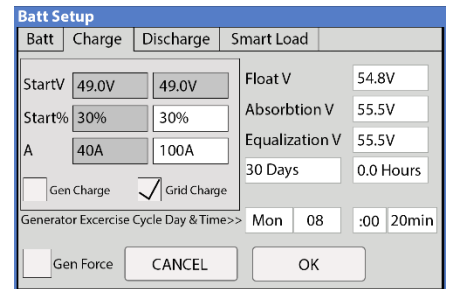 Batt Setup
Batt Charge Discharge Smart Load
StartV 49.0V 49.0V
Start% 30% 30%
A 40A 100A
Gen Charge Grid Charge
Float V 54.8V
Absorbtion V 55.5V
Equalization V 55.5V
30 Days 0.0 Hours
Generator Excercise Cycle Day & Time>> Mon 08 :00 20min
Gen Force CANCEL OK